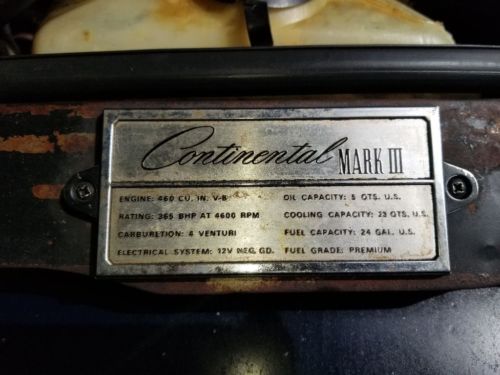 Continental MARK III
ENGINE: 460 CU. IN. V-8 OIL CAPACITY: 5 QTS. U.S.
RATING: 365 BHP AT 4600 RPM COOLING CAPACITY: 23 QTS. U.S.
CARBURETION: 4 VENTURI FUEL CAPACITY: 24 GAL. U.S.
ELECTRICAL SYSTEM: 12V NEG. GD. FUEL GRADE: PREMIUM